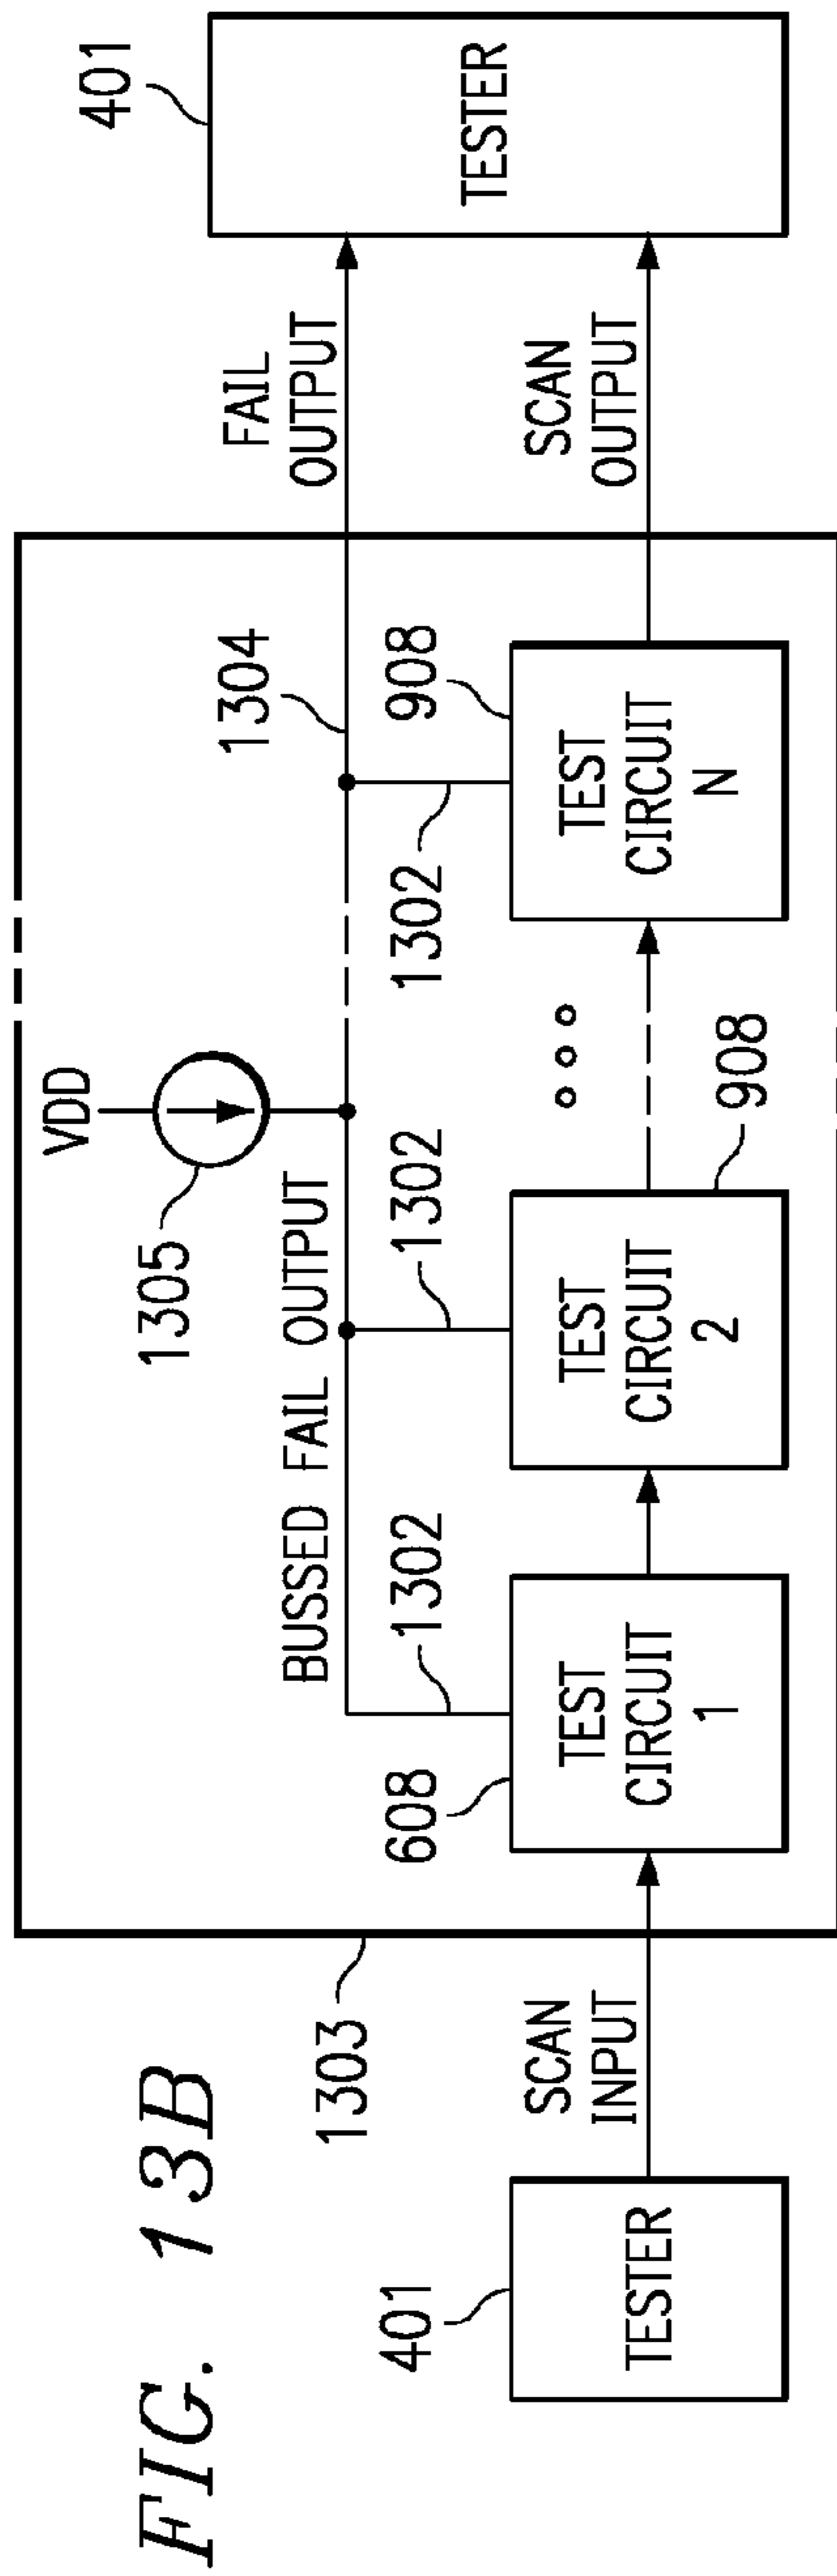 FIG. 13B
401
TESTER
SCAN
INPUT
1303
608
TEST
CIRCUIT
1
1302
BUSSED FAIL OUTPUT
1302
TEST
CIRCUIT
2
908
1305
VDD
1302
TEST
CIRCUIT
N
908
1304
FAIL
OUTPUT
SCAN
OUTPUT
401
TESTER